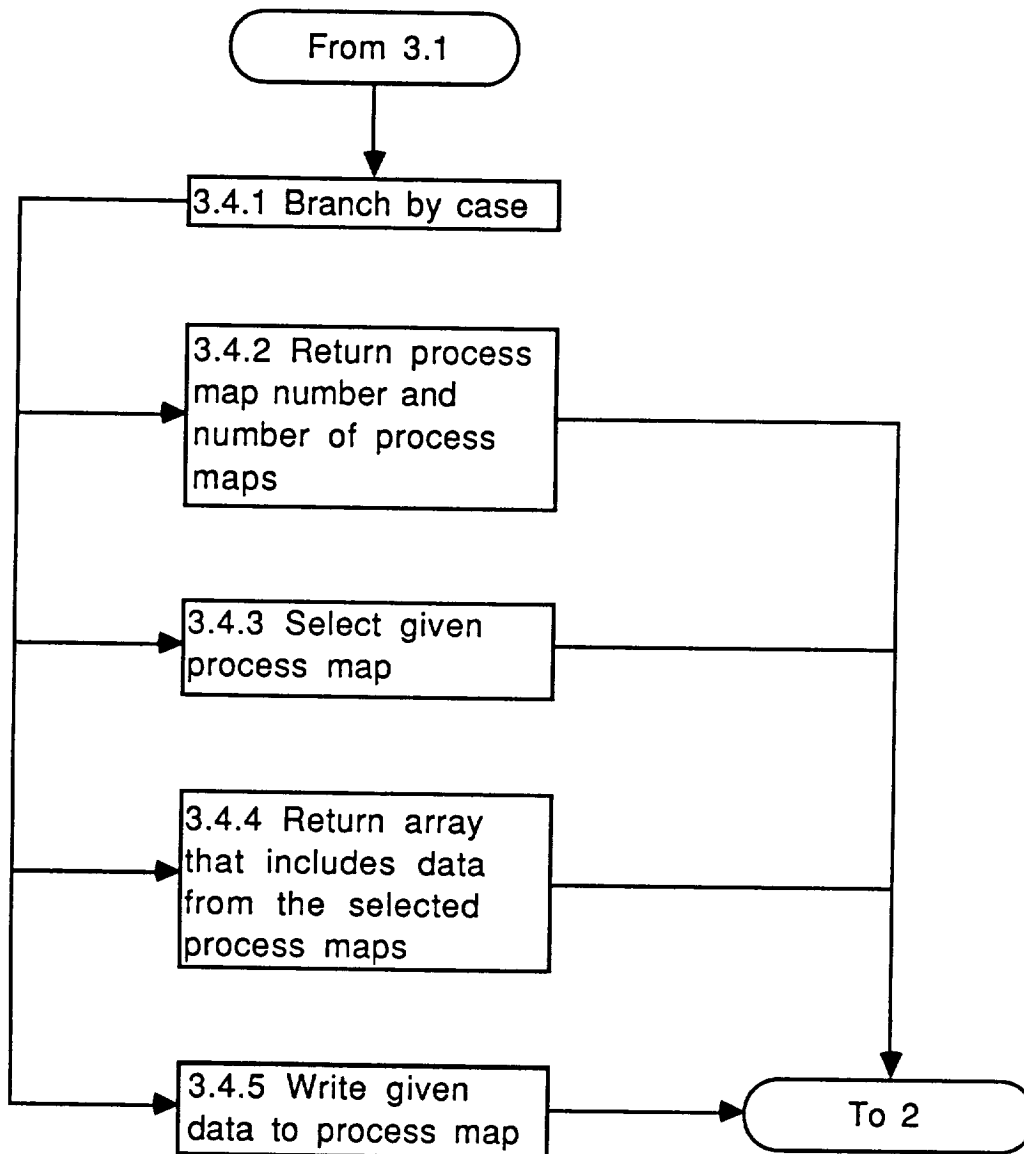 From 3.1
3.4.1 Branch by case
3.4.2 Return process
map number and
number of process
maps
3.4.3 Select given
process map
3.4.4 Return array
that includes data
from the selected
process maps
3.4.5 Write given
data to process map
To 2